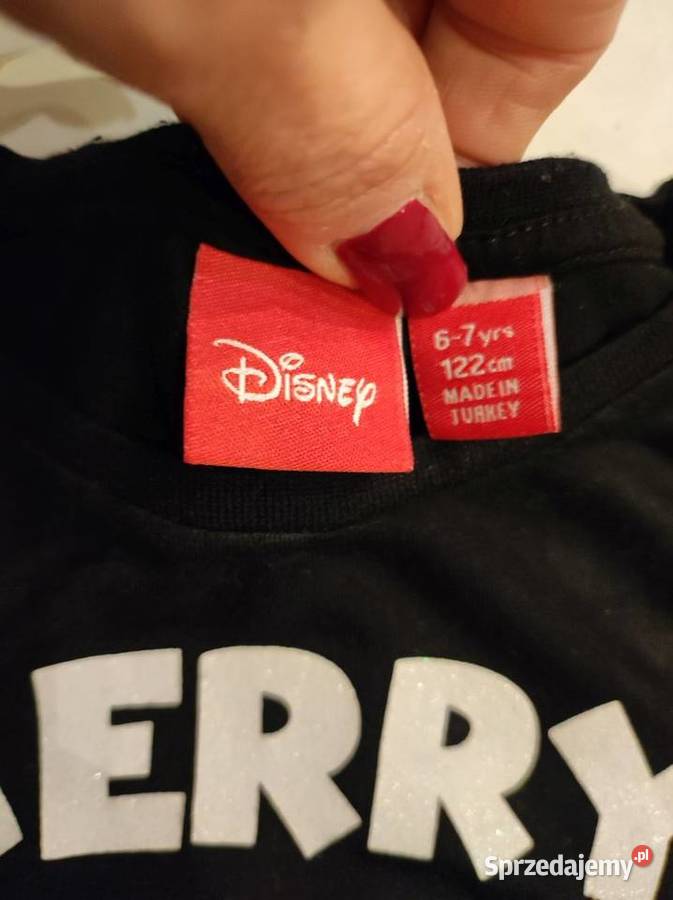 Disney
6-7 yrs
122 cm
MADE IN
TURKEY
ERRY
Sprzedajemy.pl